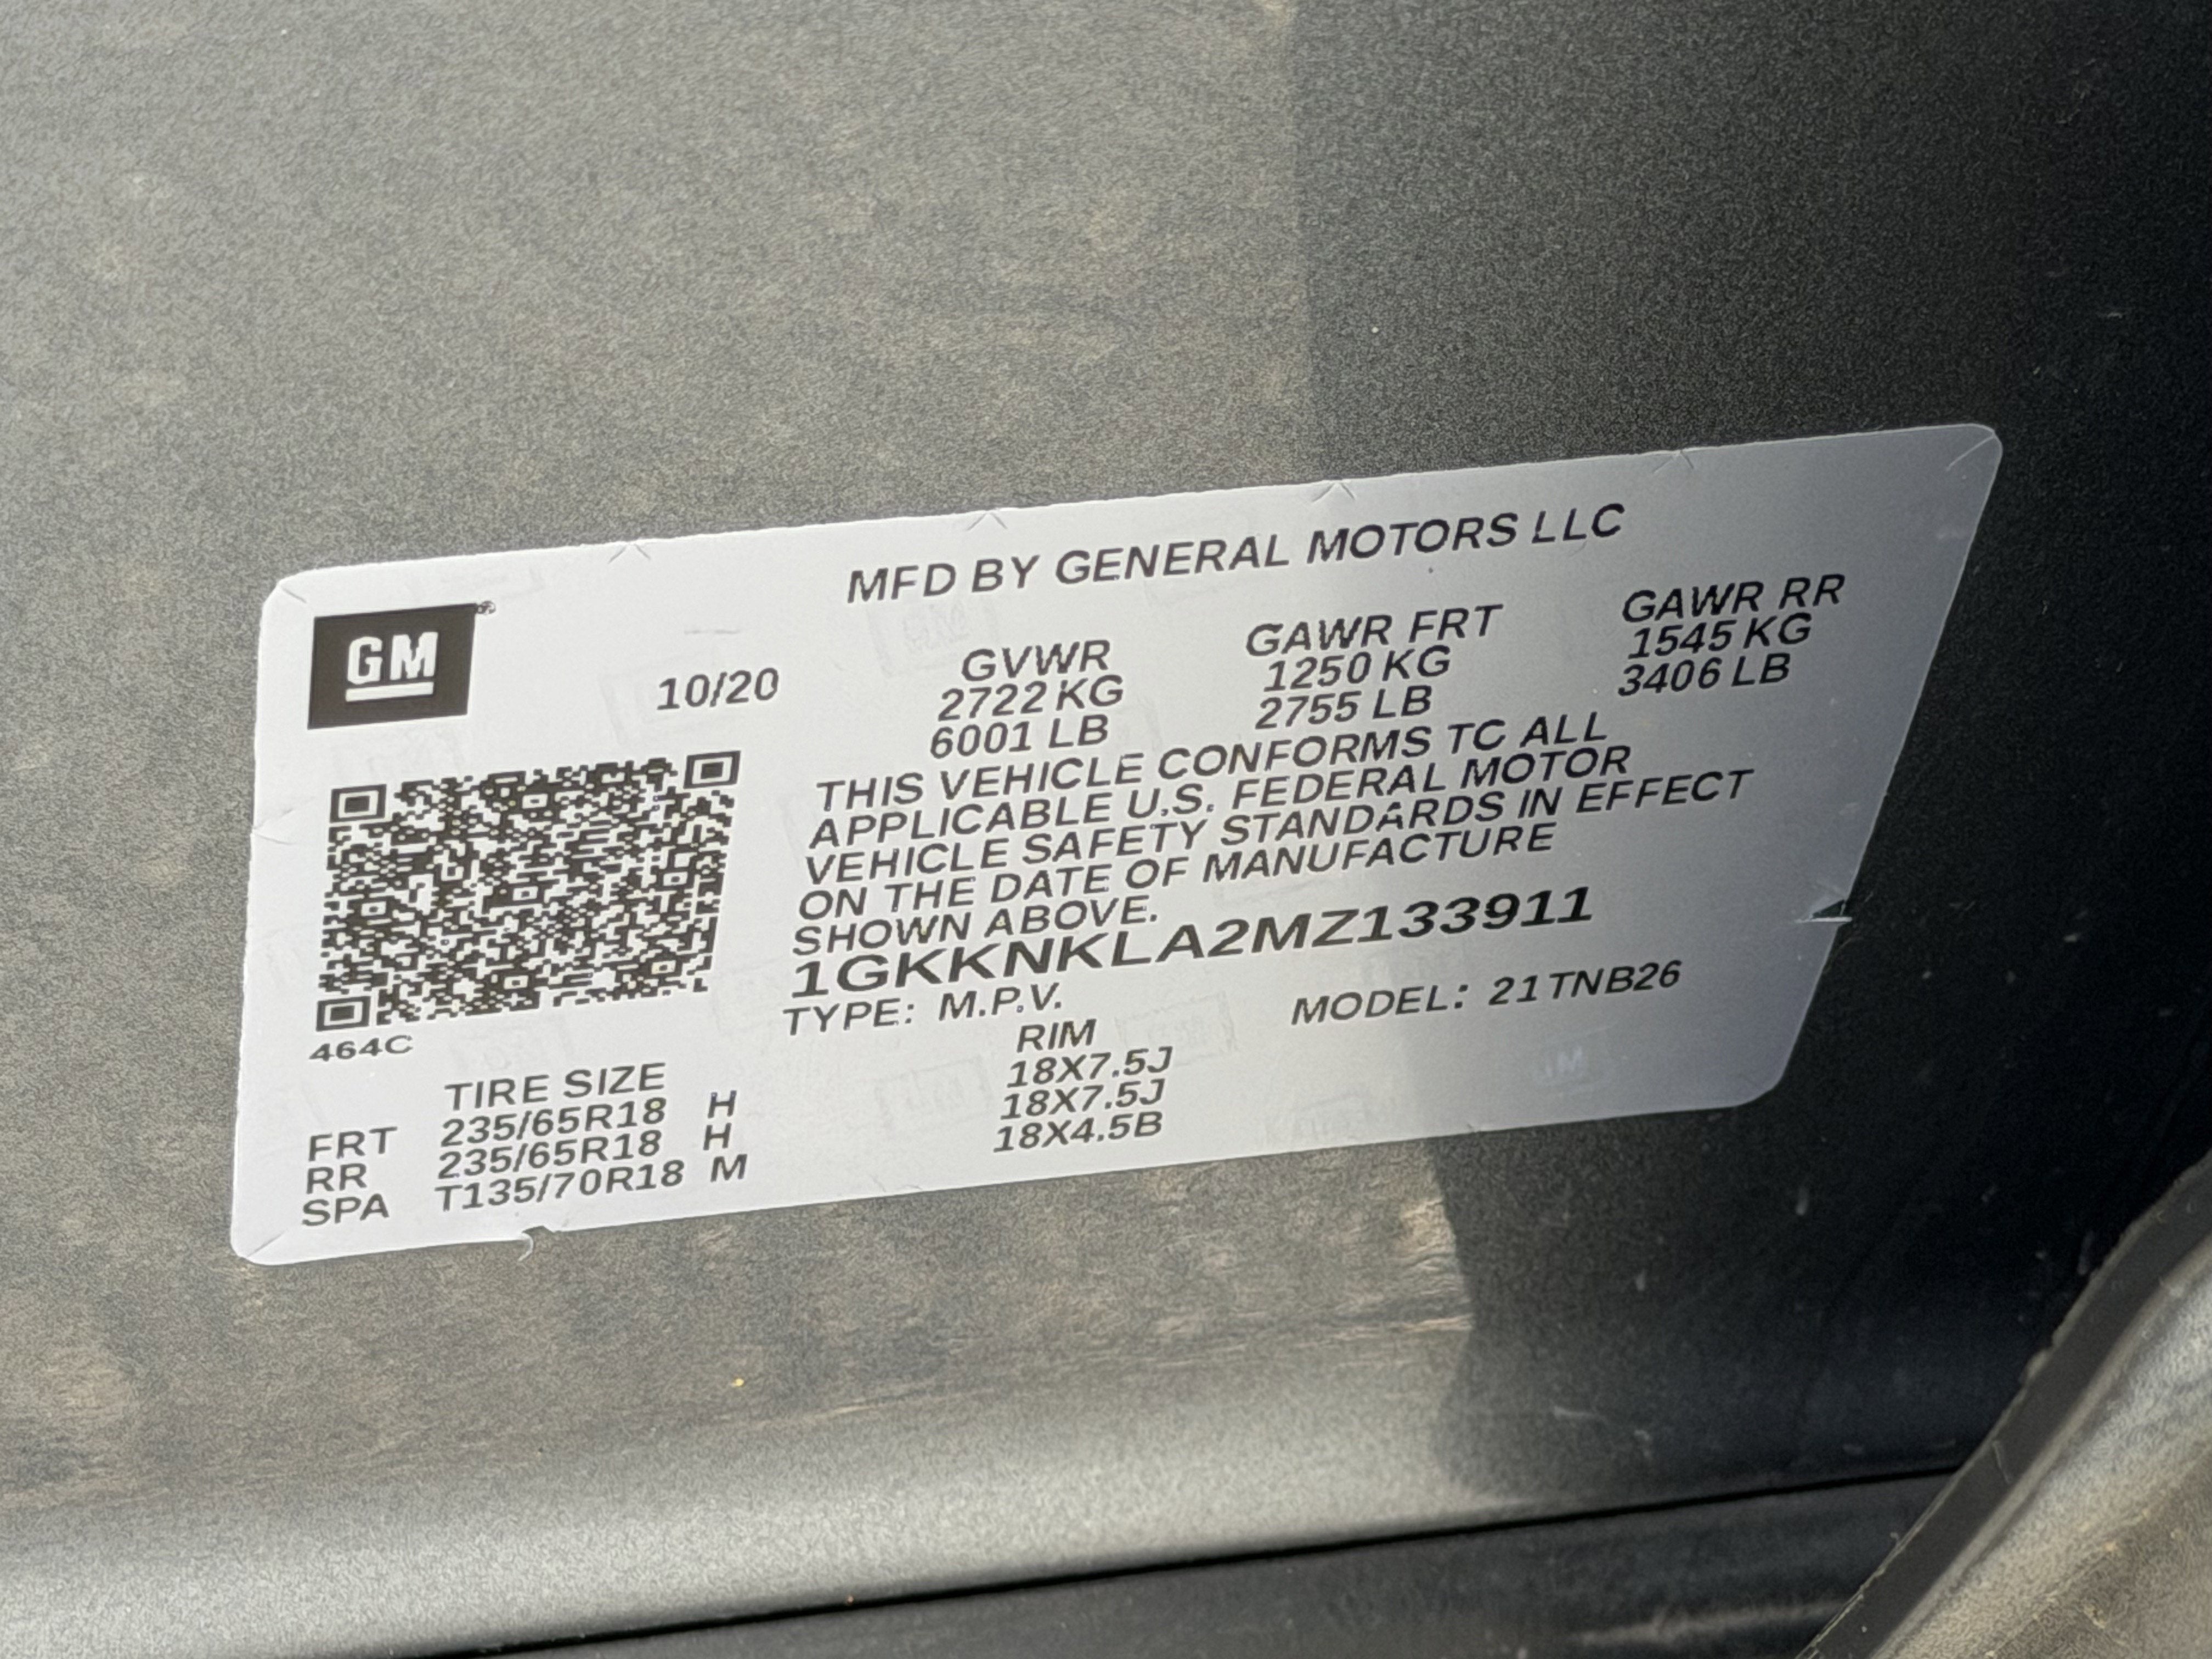 MFD BY GENERAL MOTORS LLC
GM®
10/20
GVWR GAWR FRT GAWR RR
2722 KG 1250 KG 1545 KG
6001 LB 2755 LB 3406 LB
THIS VEHICLE CONFORMS TO ALL
APPLICABLE U.S. FEDERAL MOTOR
VEHICLE SAFETY STANDARDS IN EFFECT
ON THE DATE OF MANUFACTURE
SHOWN ABOVE.
1GKKNKLA2MZ133911
TYPE: M.P.V. MODEL: 21TNB26
464C
TIRE SIZE RIM
FRT 235/65R18 H 18X7.5J
RR 235/65R18 H 18X7.5J
SPA T135/70R18 M 18X4.5B